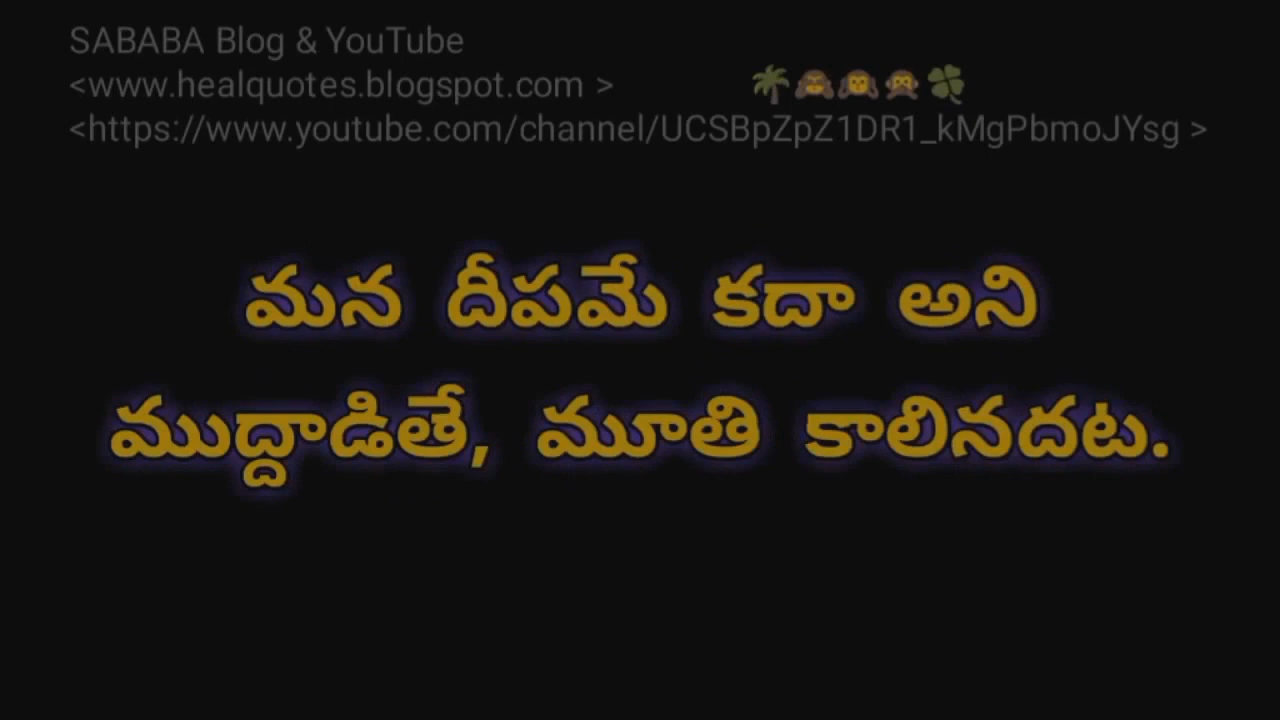 SABABA Blog & YouTube
<www.healquotes.blogspot.com > 🌴🙈🙉🙊🍀
<https://www.youtube.com/channel/UCSBpZpZ1DR1_kMgPbmoJYsg >
మన దీపమే కదా అని
ముద్దాడితే, మూతి కాలినదట.